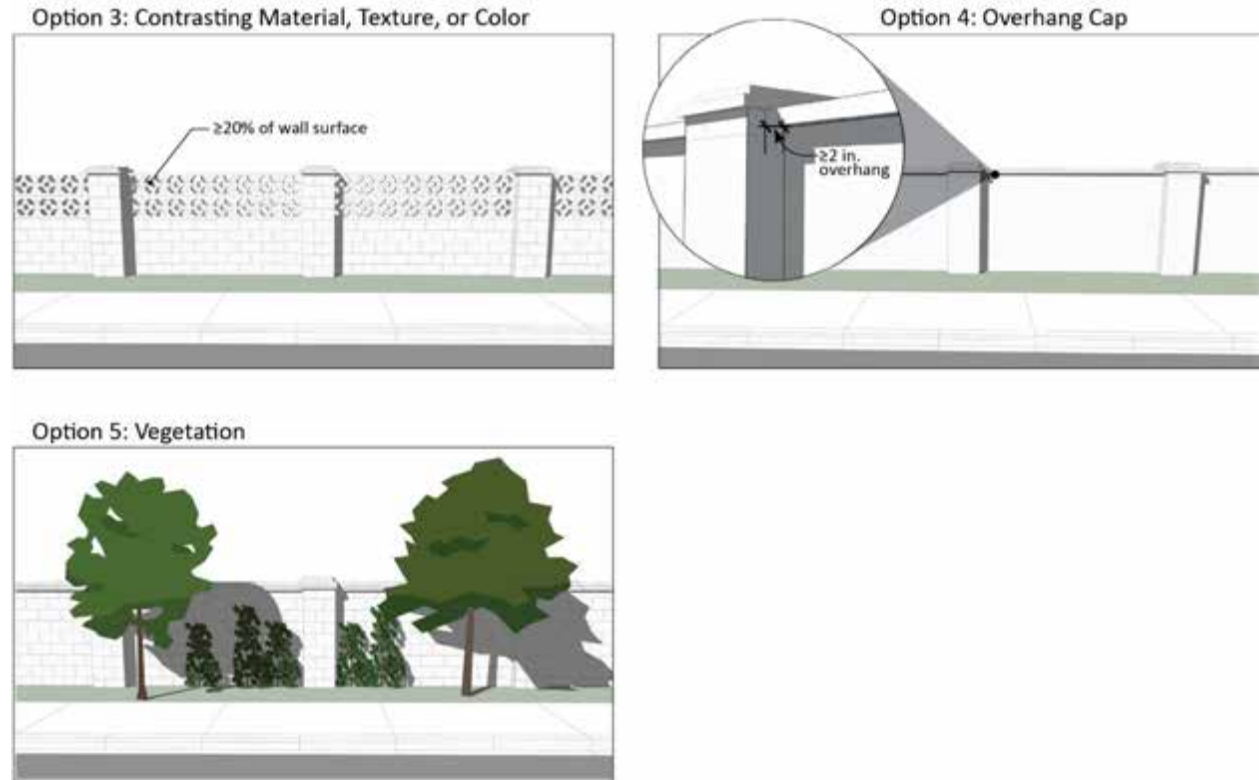 Option 3: Contrasting Material, Texture, or Color
≥20% of wall surface
Option 4: Overhang Cap
≥2 in.
overhang
Option 5: Vegetation